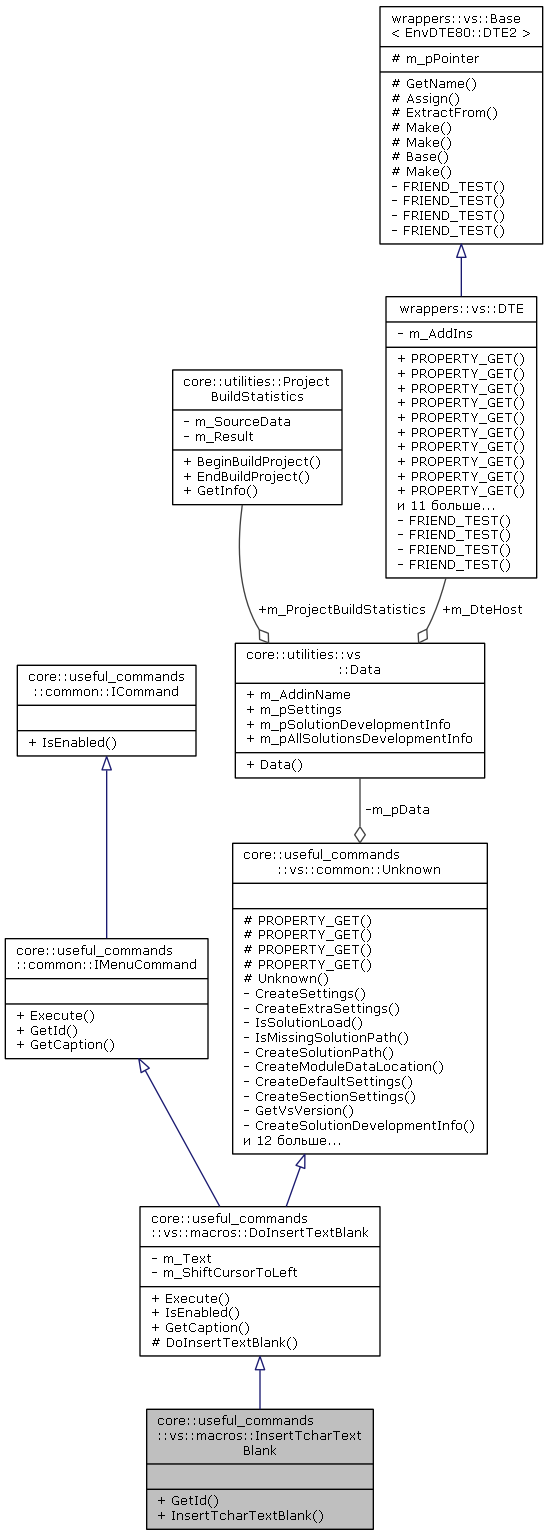 wrappers::vs::Base
< EnvDTE80::DTE2 >
# m_pPointer
# GetName()
# Assign()
# ExtractFrom()
# Make()
# Make()
# Base()
# Make()
- FRIEND_TEST()
- FRIEND_TEST()
- FRIEND_TEST()
- FRIEND_TEST()
wrappers::vs::DTE
- m_AddIns
+ PROPERTY_GET()
+ PROPERTY_GET()
+ PROPERTY_GET()
+ PROPERTY_GET()
+ PROPERTY_GET()
+ PROPERTY_GET()
+ PROPERTY_GET()
+ PROPERTY_GET()
+ PROPERTY_GET()
+ PROPERTY_GET()
и 11 больше...
- FRIEND_TEST()
- FRIEND_TEST()
- FRIEND_TEST()
- FRIEND_TEST()
core::utilities::Project
BuildStatistics
- m_SourceData
- m_Result
+ BeginBuildProject()
+ EndBuildProject()
+ GetInfo()
+m_ProjectBuildStatistics
+m_DteHost
core::utilities::vs
::Data
+ m_AddinName
+ m_pSettings
+ m_pSolutionDevelopmentInfo
+ m_pAllSolutionsDevelopmentInfo
+ Data()
core::useful_commands
::common::ICommand
+ IsEnabled()
-m_pData
core::useful_commands
::vs::common::Unknown
# PROPERTY_GET()
# PROPERTY_GET()
# PROPERTY_GET()
# PROPERTY_GET()
# Unknown()
- CreateSettings()
- CreateExtraSettings()
- IsSolutionLoad()
- IsMissingSolutionPath()
- CreateSolutionPath()
- CreateModuleDataLocation()
- CreateDefaultSettings()
- CreateSectionSettings()
- GetVsVersion()
- CreateSolutionDevelopmentInfo()
и 12 больше...
core::useful_commands
::common::IMenuCommand
+ Execute()
+ GetId()
+ GetCaption()
core::useful_commands
::vs::macros::DoInsertTextBlank
- m_Text
- m_ShiftCursorToLeft
+ Execute()
+ IsEnabled()
+ GetCaption()
# DoInsertTextBlank()
core::useful_commands
::vs::macros::InsertTcharText
Blank
+ GetId()
+ InsertTcharTextBlank()